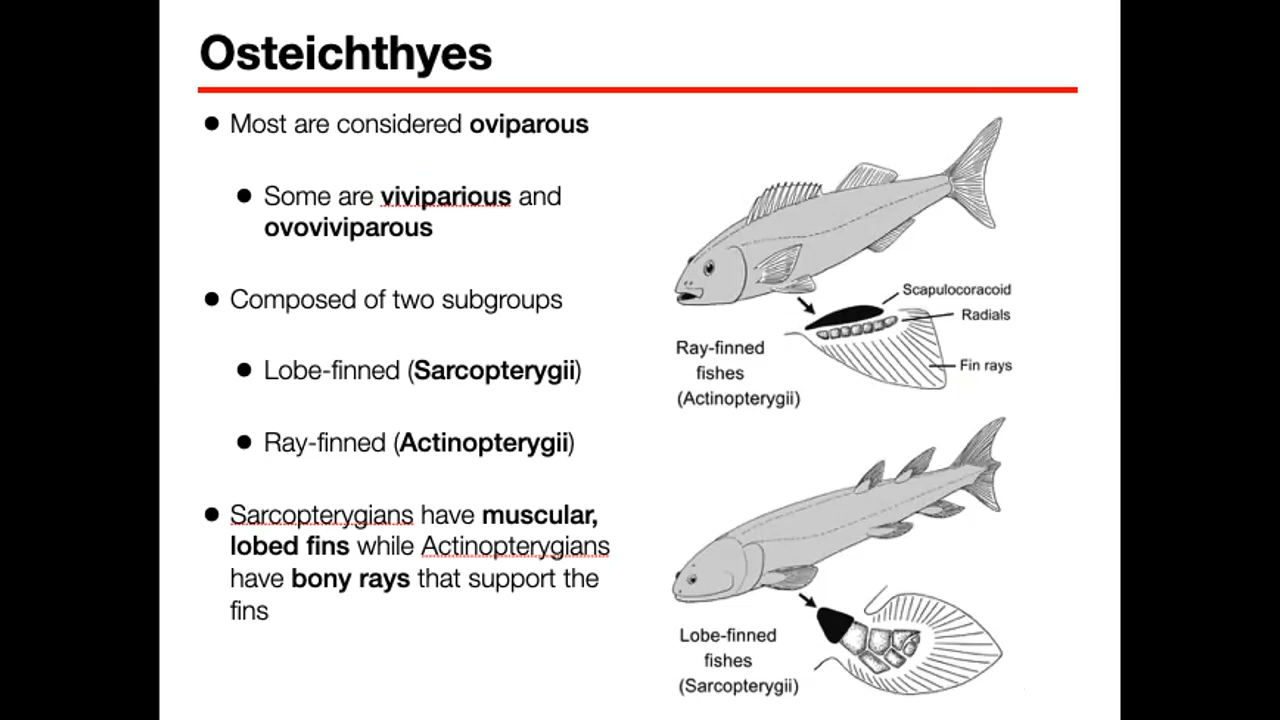 Osteichthyes
Most are considered oviparous
Some are viviparious and
ovoviviparous
Composed of two subgroups
Lobe-finned (Sarcopterygii)
Ray-finned (Actinopterygii)
Sarcopterygians have muscular,
lobed fins while Actinopterygians
have bony rays that support the
fins
Scapulocoracoid
Radials
Fin rays
Ray-finned
fishes
(Actinopterygii)
Lobe-finned
fishes
(Sarcopterygii)